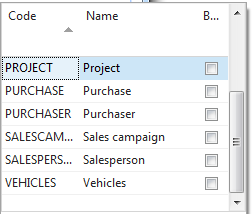 Code Name B...
PROJECT Project
PURCHASE Purchase
PURCHASER Purchaser
SALESCAM... Sales campaign
SALESPERS... Salesperson
VEHICLES Vehicles